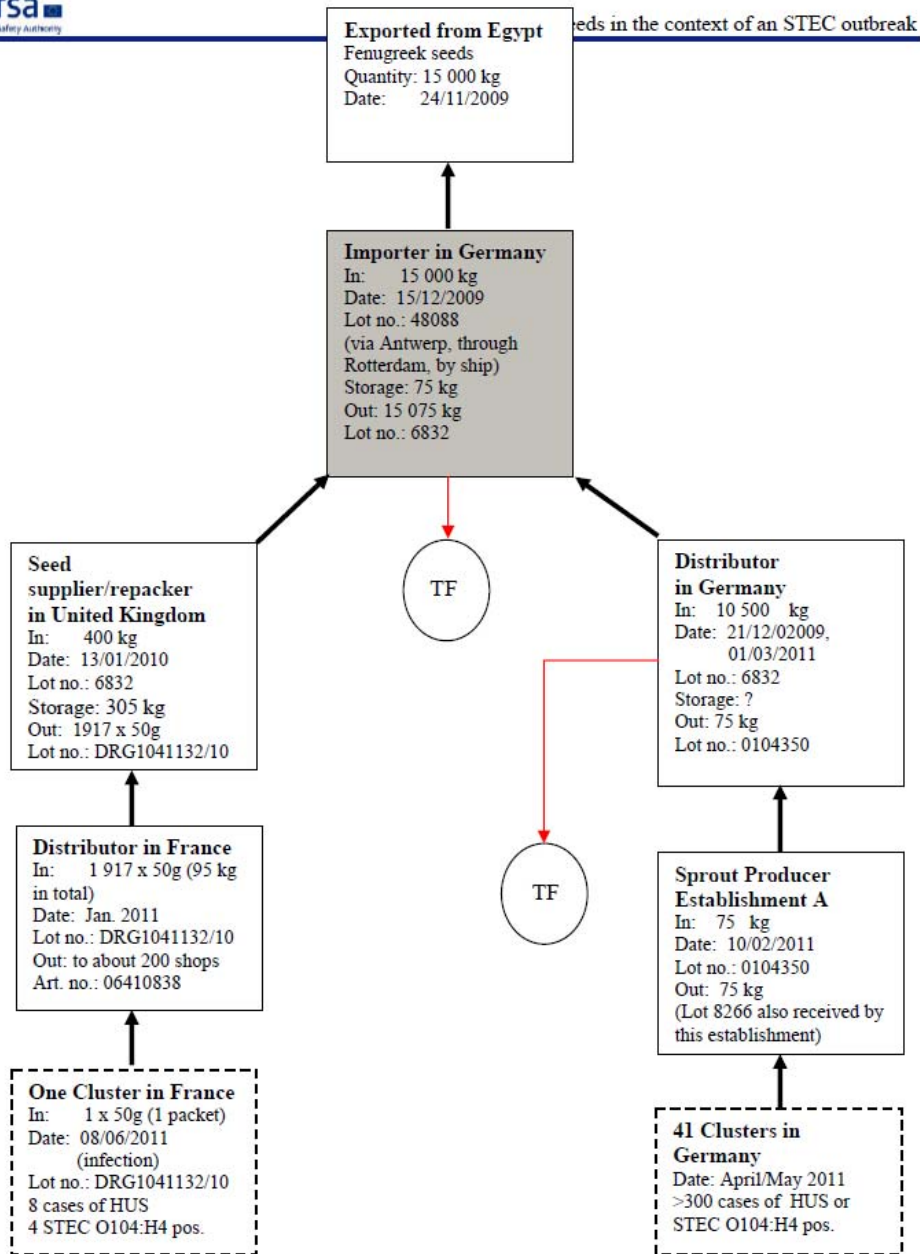 rsa
Safety Authority
eeds in the context of an STEC outbreak
Exported from Egypt
Fenugreek seeds
Quantity: 15 000 kg
Date: 24/11/2009
Importer in Germany
In: 15 000 kg
Date: 15/12/2009
Lot no.: 48088
(via Antwerp, through
Rotterdam, by ship)
Storage: 75 kg
Out: 15 075 kg
Lot no.: 6832
TF
Seed
supplier/repacker
in United Kingdom
In: 400 kg
Date: 13/01/2010
Lot no.: 6832
Storage: 305 kg
Out: 1917 x 50g
Lot no.: DRG1041132/10
Distributor
in Germany
In: 10 500 kg
Date: 21/12/02009,
01/03/2011
Lot no.: 6832
Storage: ?
Out: 75 kg
Lot no.: 0104350
Distributor in France
In: 1 917 x 50g (95 kg
in total)
Date: Jan. 2011
Lot no.: DRG1041132/10
Out: to about 200 shops
Art. no.: 06410838
TF
Sprout Producer
Establishment A
In: 75 kg
Date: 10/02/2011
Lot no.: 0104350
Out: 75 kg
(Lot 8266 also received by
this establishment)
One Cluster in France
In: 1 x 50g (1 packet)
Date: 08/06/2011
(infection)
Lot no.: DRG1041132/10
8 cases of HUS
4 STEC O104:H4 pos.
41 Clusters in
Germany
Date: April/May 2011
>300 cases of HUS or
STEC O104:H4 pos.